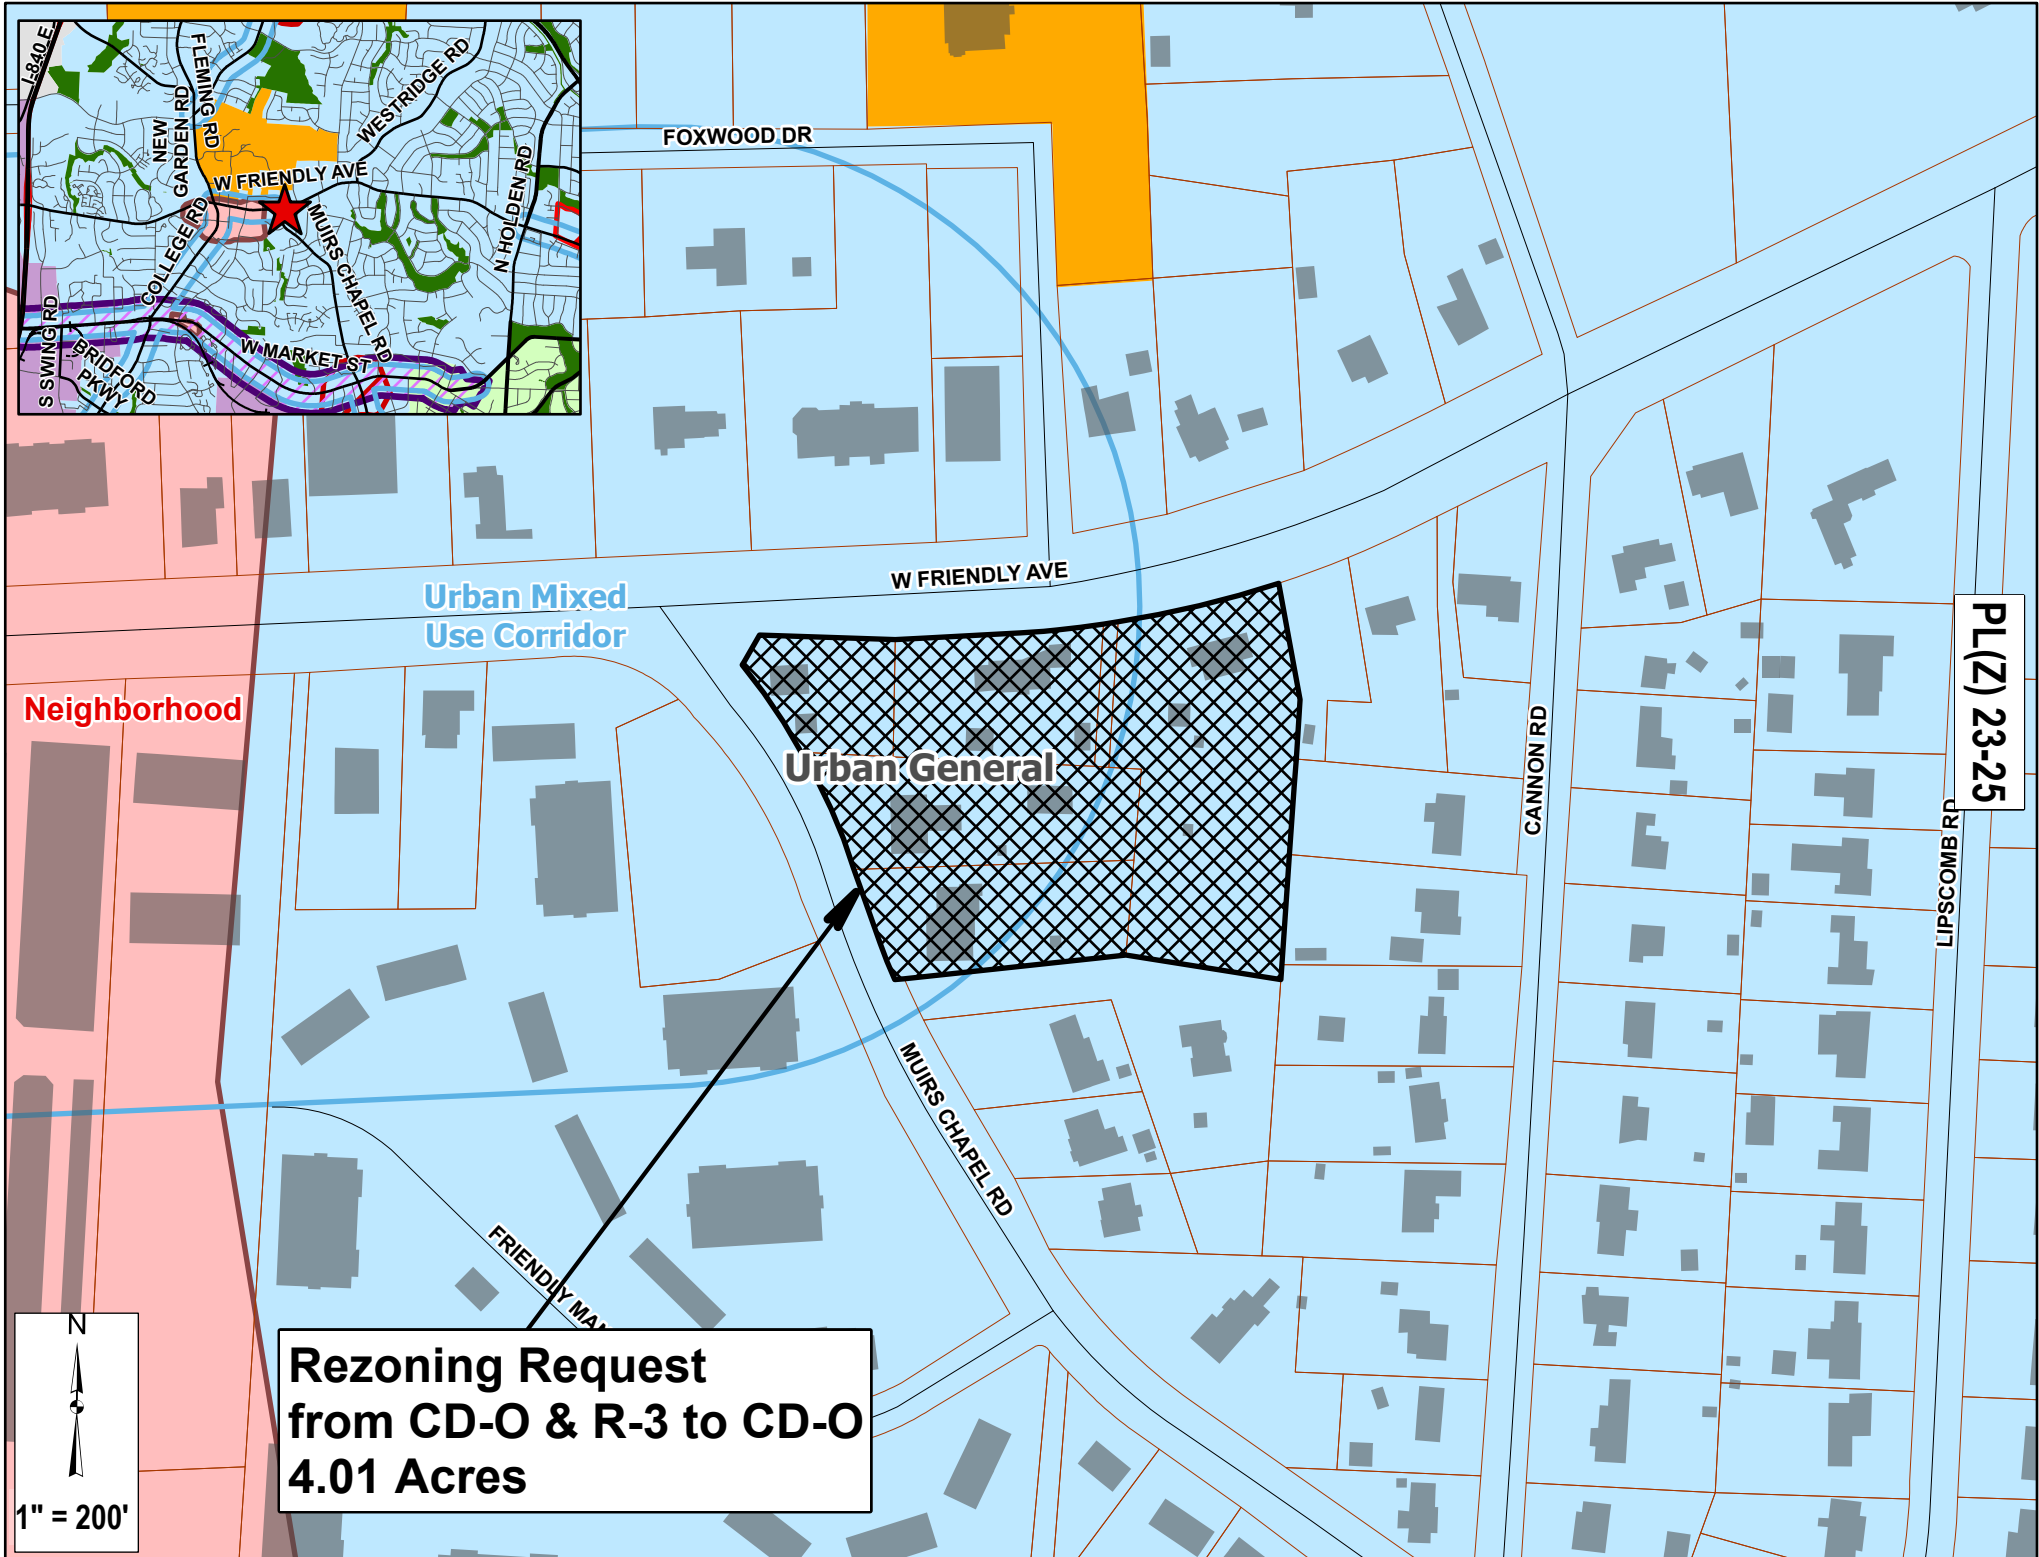 I-840 E
FLEMING RD
NEW
GARDEN RD
WESTRIDGE RD
W FRIENDLY AVE
COLLEGE RD
MUIRS CHAPEL RD
N HOLDEN RD
S SWING RD
BRIDFORD
PKWY
W MARKET ST
FOXWOOD DR
W FRIENDLY AVE
Urban Mixed
Use Corridor
Neighborhood
Urban General
PL(Z) 23-25
CANNON RD
LIPSCOMB RD
MUIRS CHAPEL RD
FRIENDLY MAN
N
1" = 200'
Rezoning Request
from CD-O & R-3 to CD-O
4.01 Acres